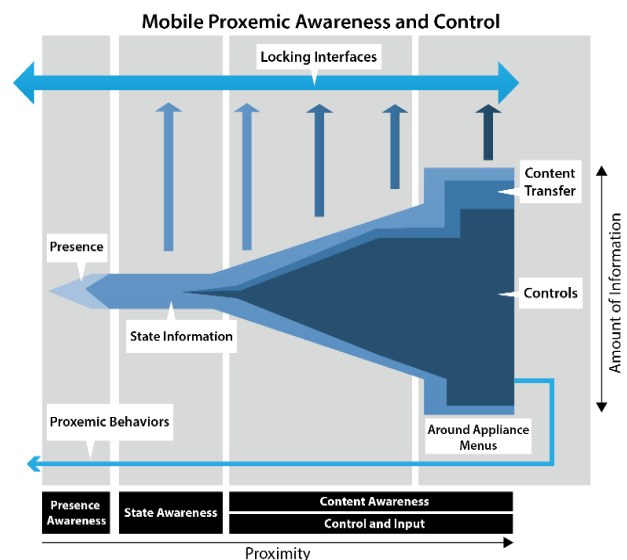 Mobile Proxemic Awareness and Control
Locking Interfaces
Content
Transfer
Presence
Controls
State Information
Amount of Information
Proxemic Behaviors
Around Appliance
Menus
Presence
Awareness
State Awareness
Content Awareness
Control and Input
Proximity